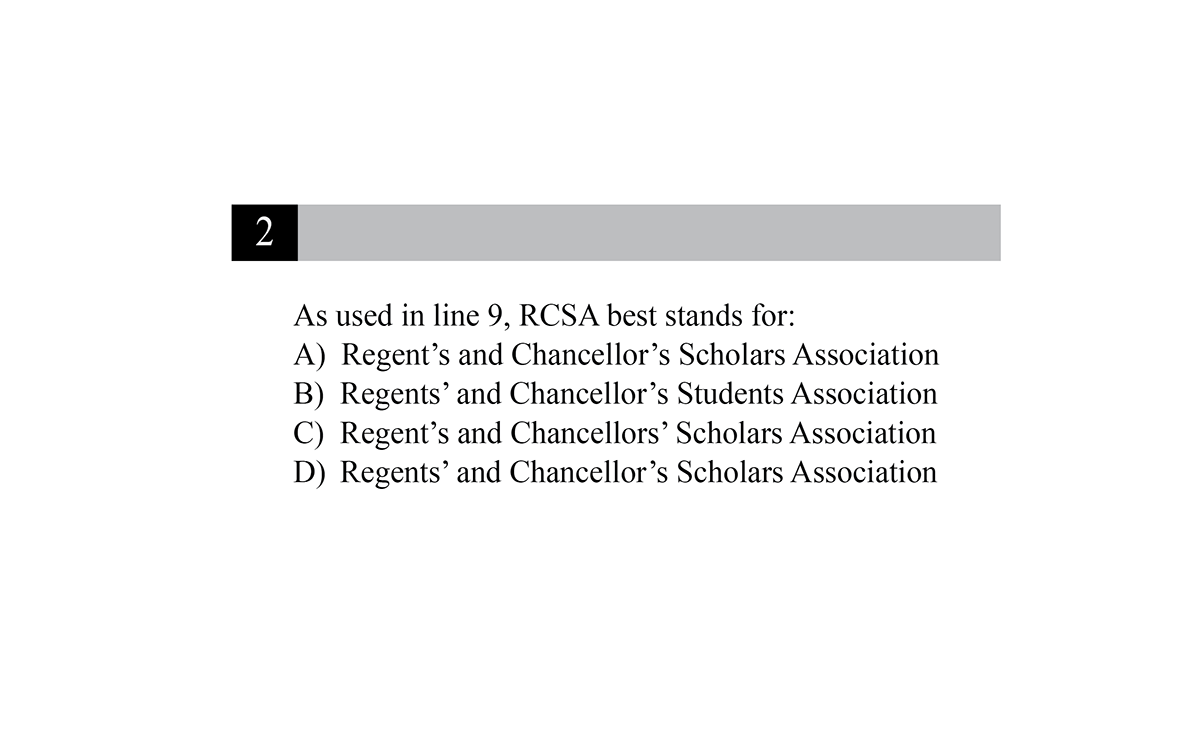 2
As used in line 9, RCSA best stands for:
A) Regent’s and Chancellor’s Scholars Association
B) Regents’ and Chancellor’s Students Association
C) Regent’s and Chancellors’ Scholars Association
D) Regents’ and Chancellor’s Scholars Association